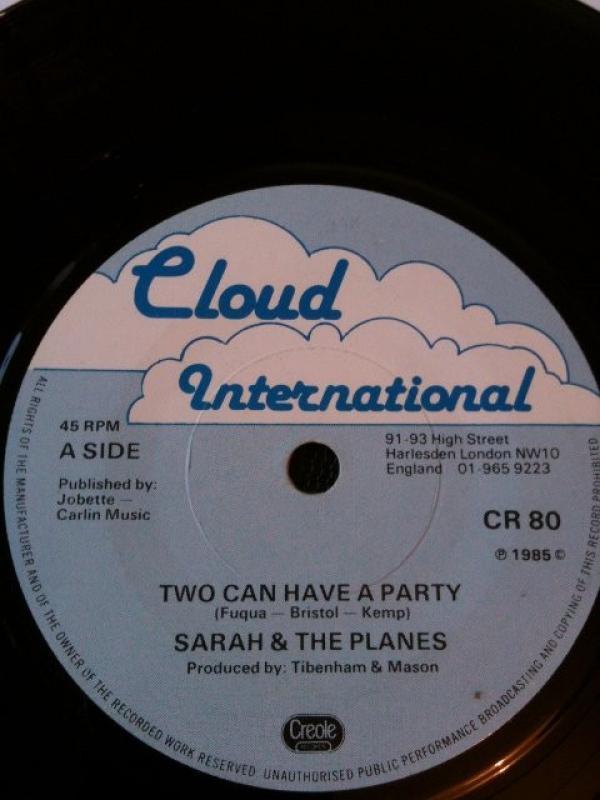 Cloud
International
45 RPM
A SIDE
91-93 High Street
Harlesden London NW10
England 01-965 9223
Published by:
Jobette —
Carlin Music
CR 80
℗ 1985 ©
TWO CAN HAVE A PARTY
(Fuqua — Bristol — Kemp)
SARAH & THE PLANES
Produced by: Tibenham & Mason
Creole
RECORDS
ALL RIGHTS OF THE MANUFACTURER AND OF THE OWNER OF THE RECORDED WORK RESERVED UNAUTHORISED PUBLIC PERFORMANCE BROADCASTING AND COPYING OF THIS RECORD PROHIBITED